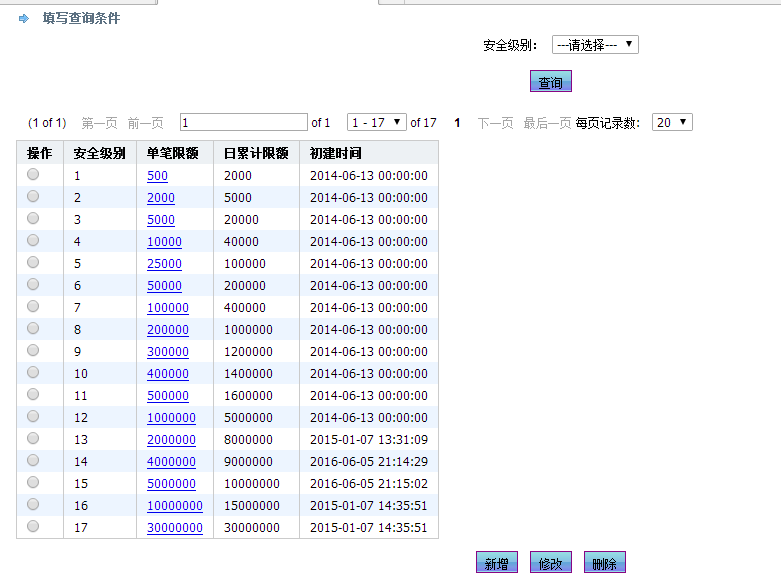 填写查询条件
安全级别： ---请选择---
查询
(1 of 1) 第一页 前一页 1 of 1 1 - 17 of 17 1 下一页 最后一页 每页记录数: 20
操作 安全级别 单笔限额 日累计限额 初建时间
1 500 2000 2014-06-13 00:00:00
2 2000 5000 2014-06-13 00:00:00
3 5000 20000 2014-06-13 00:00:00
4 10000 40000 2014-06-13 00:00:00
5 25000 100000 2014-06-13 00:00:00
6 50000 200000 2014-06-13 00:00:00
7 100000 400000 2014-06-13 00:00:00
8 200000 1000000 2014-06-13 00:00:00
9 300000 1200000 2014-06-13 00:00:00
10 400000 1400000 2014-06-13 00:00:00
11 500000 1600000 2014-06-13 00:00:00
12 1000000 5000000 2014-06-13 00:00:00
13 2000000 8000000 2015-01-07 13:31:09
14 4000000 9000000 2016-06-05 21:14:29
15 5000000 10000000 2016-06-05 21:15:02
16 10000000 15000000 2015-01-07 14:35:51
17 30000000 30000000 2015-01-07 14:35:51
新增 修改 删除